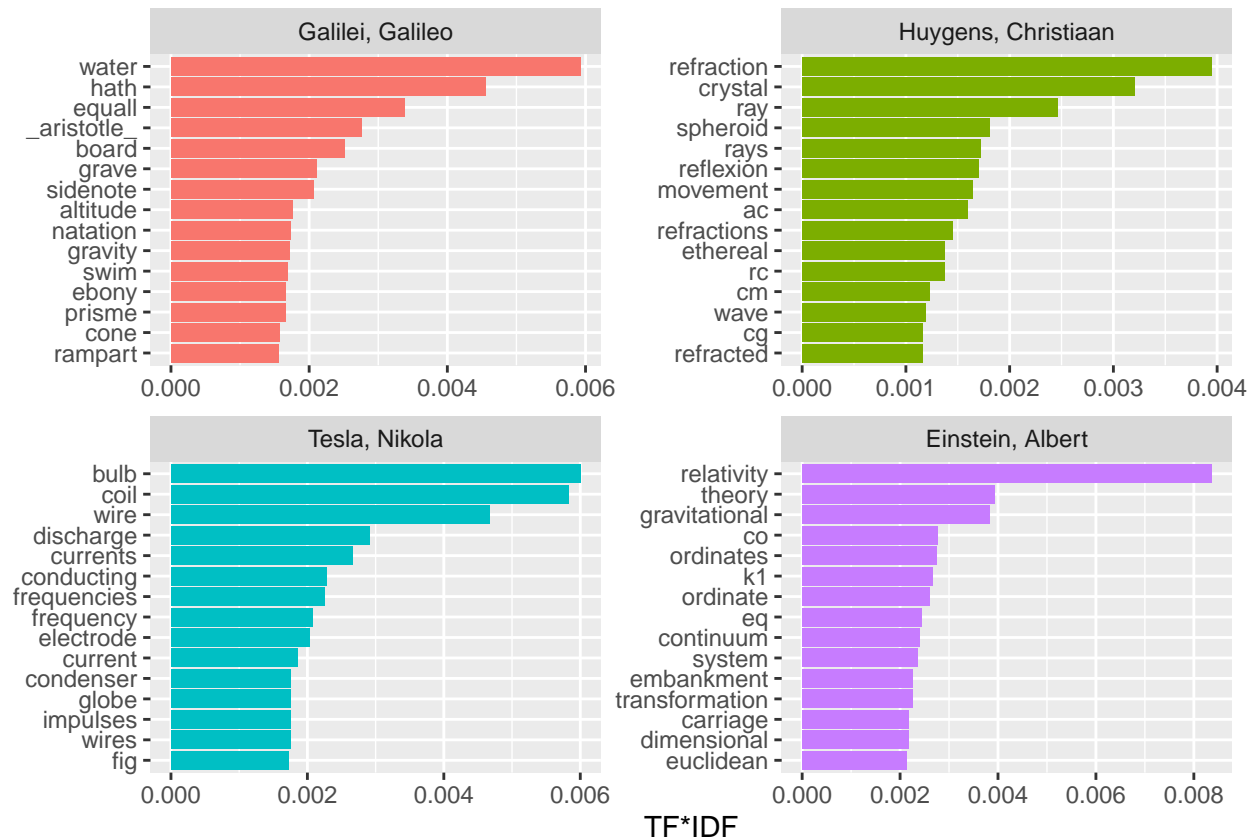 Galilei, Galileo
water
hath
equall
_aristotle_
board
grave
sidenote
altitude
natation
gravity
swim
ebony
prisme
cone
rampart
0.000 0.002 0.004 0.006
Huygens, Christiaan
refraction
crystal
ray
spheroid
rays
reflexion
movement
ac
refractions
ethereal
rc
cm
wave
cg
refracted
0.000 0.001 0.002 0.003 0.004
Tesla, Nikola
bulb
coil
wire
discharge
currents
conducting
frequencies
frequency
electrode
current
condenser
globe
impulses
wires
fig
0.000 0.002 0.004 0.006
Einstein, Albert
relativity
theory
gravitational
co
ordinates
k1
ordinate
eq
continuum
system
embankment
transformation
carriage
dimensional
euclidean
0.000 0.002 0.004 0.006 0.008
TF*IDF